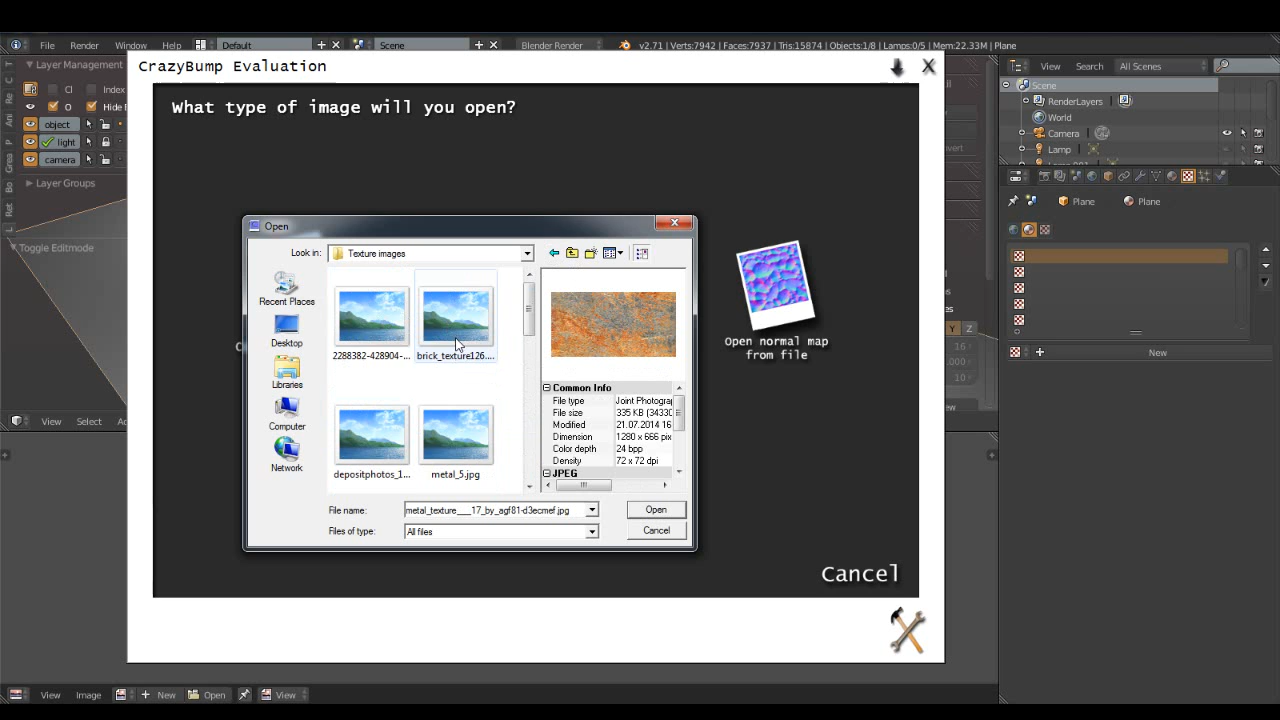 File Render Window Help Default Scene Blender Render v2.71 | Verts:7942 | Faces:7937 | Tris:15874 | Objects:1/8 | Lamps:0/5 | Mem:22.33M | Plane
CrazyBump Evaluation
What type of image will you open?
Layer Management
Index
O Hide
object
light
camera
Layer Groups
Toggle Editmode
View Search All Scenes
Scene
RenderLayers
World
Camera
Lamp
Plane Plane
Open
Look in: Texture images
Recent Places
Desktop
Libraries
Computer
Network
2288382-428904-...
brick_texture126....
depositphotos_1...
metal_5.jpg
Common Info
File type Joint Photogra
File size 335 KB (34330
Modified 21.07.2014 16
Dimension 1280 x 666 pix
Color depth 24 bpp
Density 72 x 72 dpi
JPEG
File name: metal_texture___17_by_agf81-d3ecmef.jpg Open
Files of type: All files Cancel
Open normal map
from file
Y Z
16
.000
10
New
Cancel
View Select
View Image New Open View